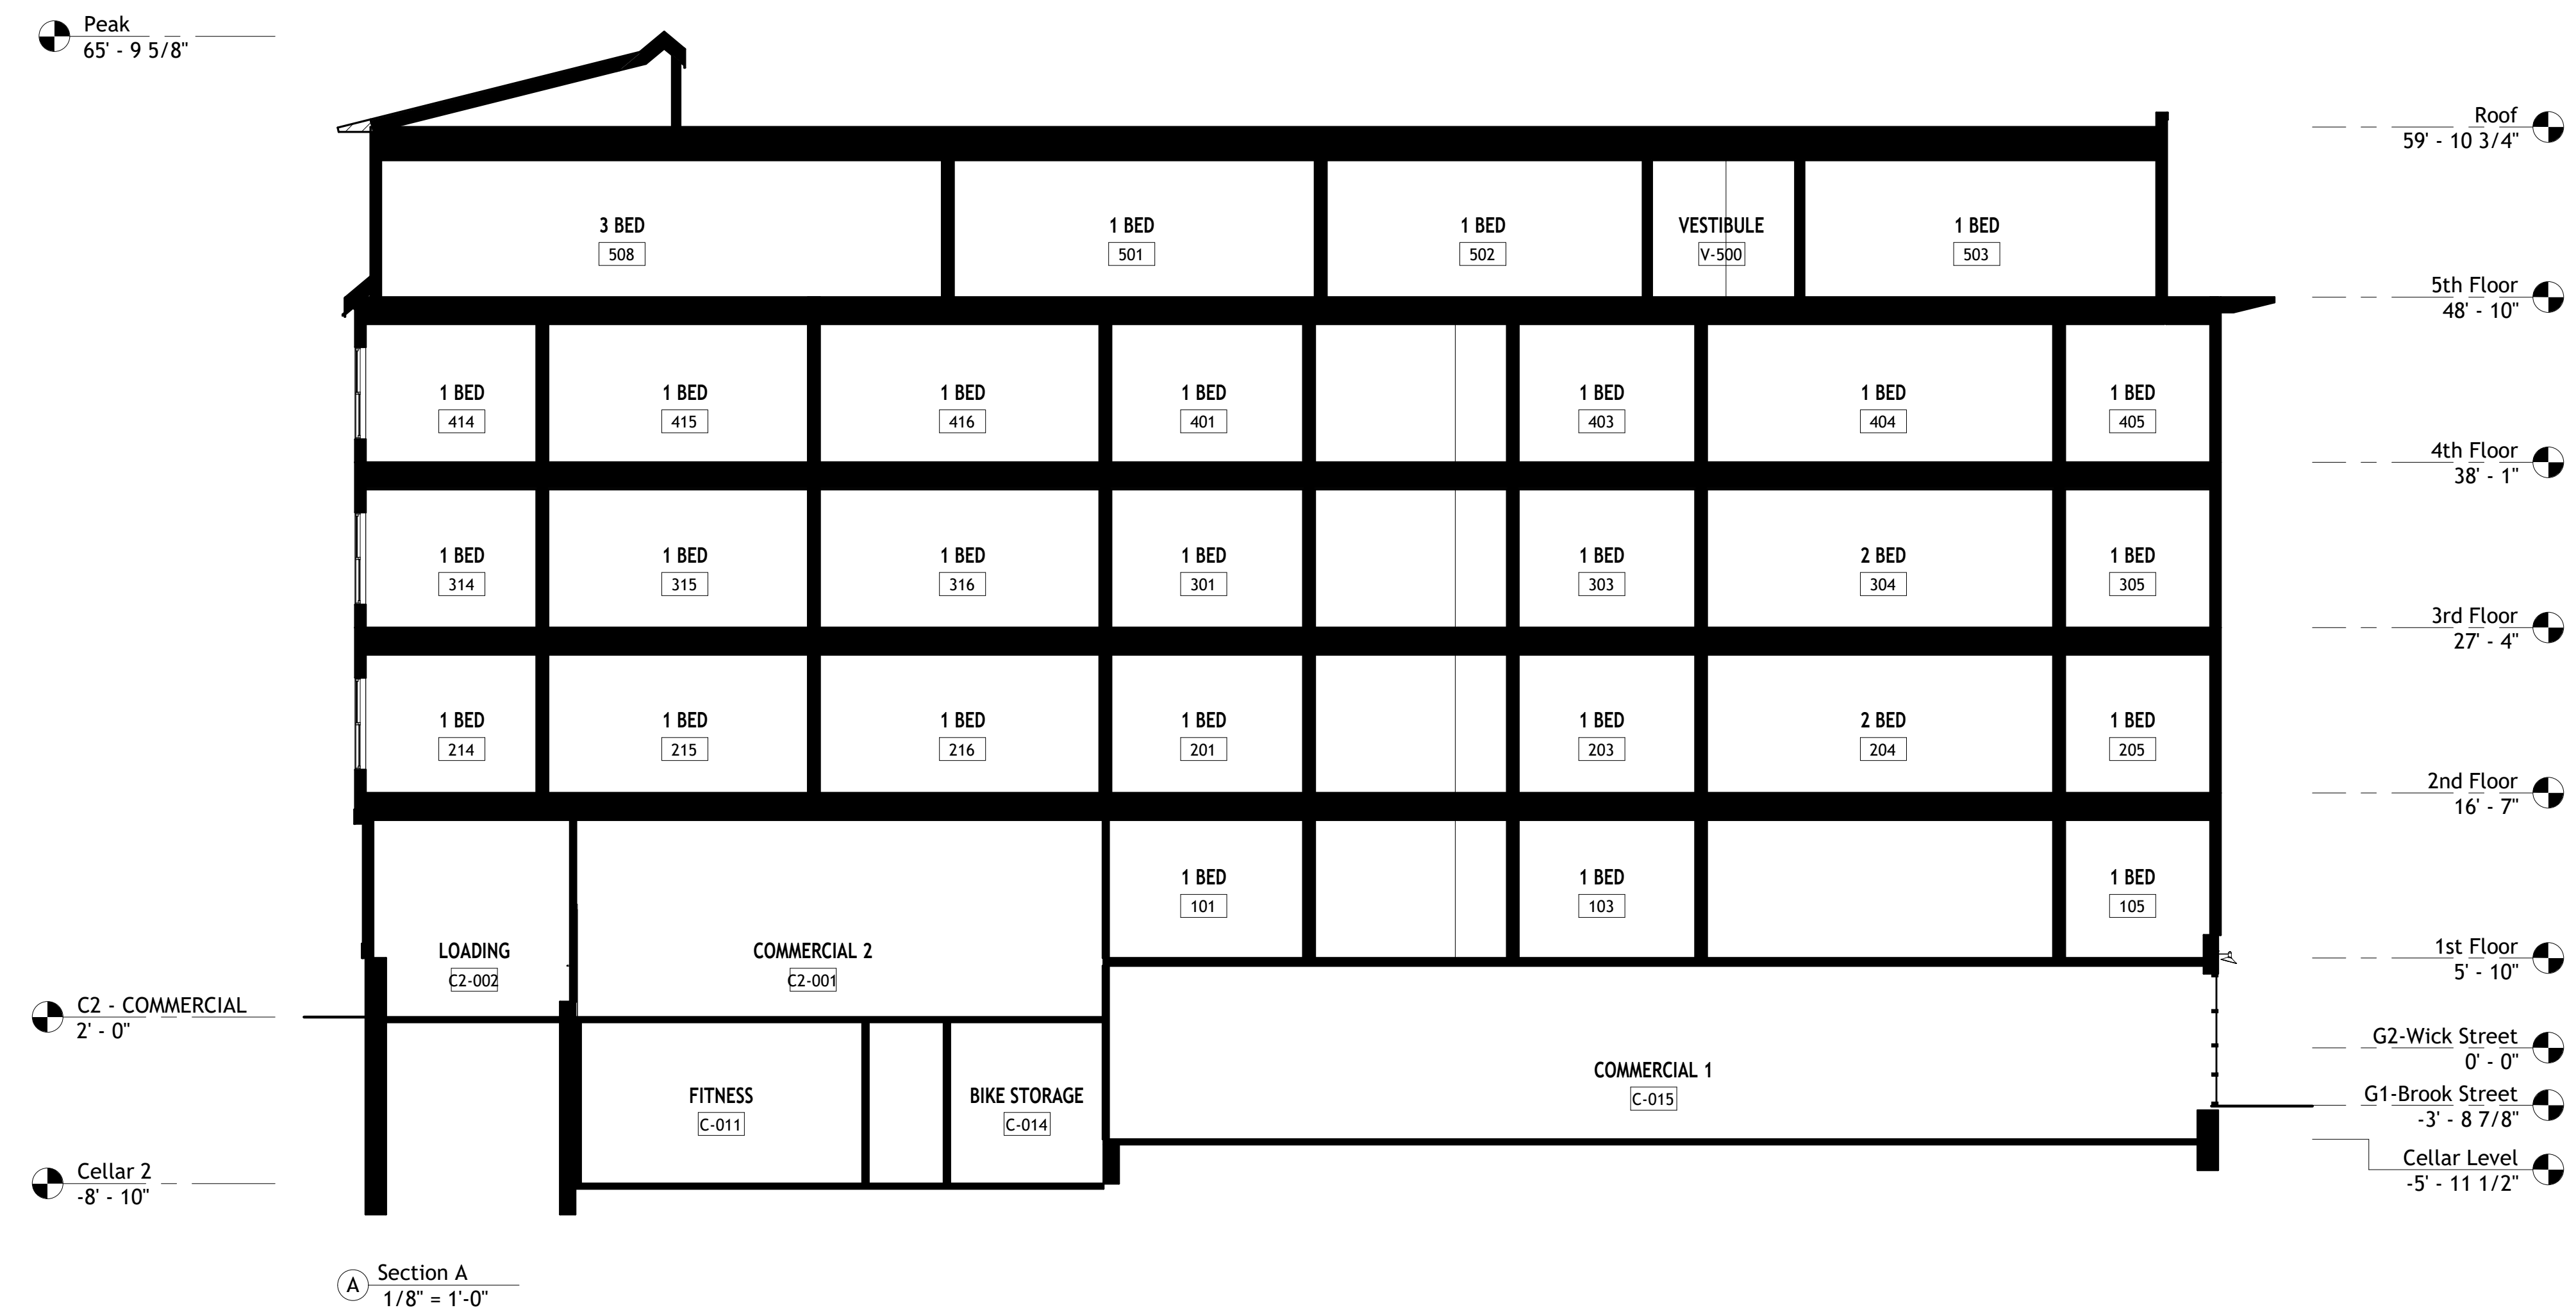 Peak
65' - 9 5/8"
Roof
59' - 10 3/4"
3 BED
508
1 BED
501
1 BED
502
VESTIBULE
V-500
1 BED
503
5th Floor
48' - 10"
1 BED
414
1 BED
415
1 BED
416
1 BED
401
1 BED
403
1 BED
404
1 BED
405
4th Floor
38' - 1"
1 BED
314
1 BED
315
1 BED
316
1 BED
301
1 BED
303
2 BED
304
1 BED
305
3rd Floor
27' - 4"
1 BED
214
1 BED
215
1 BED
216
1 BED
201
1 BED
203
2 BED
204
1 BED
205
2nd Floor
16' - 7"
1 BED
101
1 BED
103
1 BED
105
LOADING
C2-002
COMMERCIAL 2
C2-001
1st Floor
5' - 10"
C2 - COMMERCIAL
2' - 0"
G2-Wick Street
0' - 0"
FITNESS
C-011
BIKE STORAGE
C-014
COMMERCIAL 1
C-015
G1-Brook Street
-3' - 8 7/8"
Cellar 2
-8' - 10"
Cellar Level
-5' - 11 1/2"
A
Section A
1/8" = 1'-0"